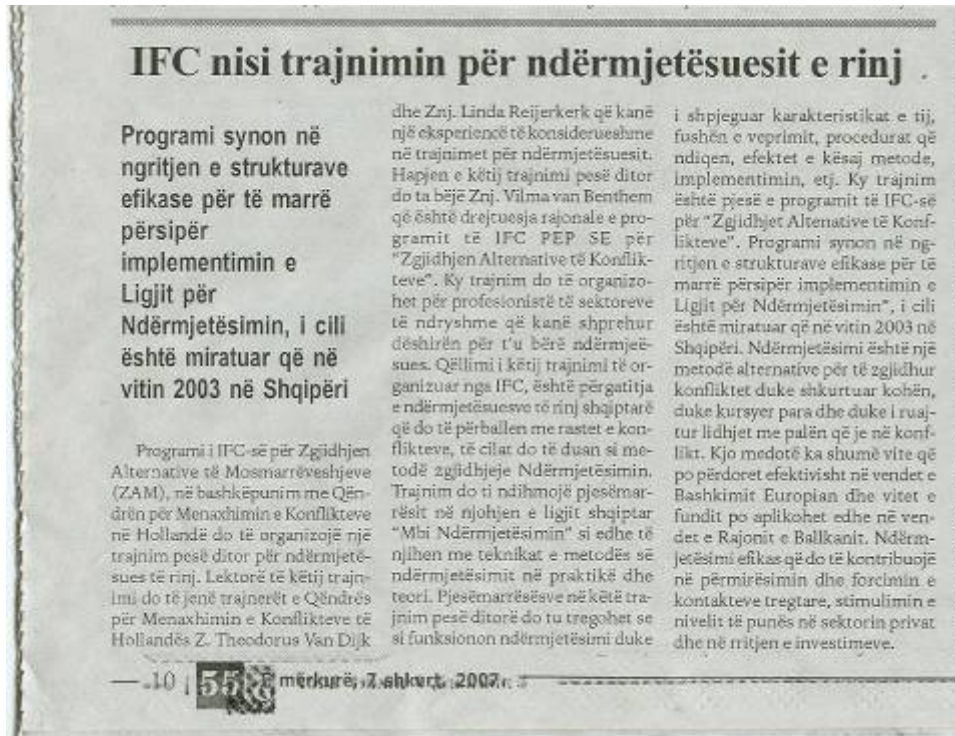 IFC nisi trajnimin për ndërmjetësuesit e rinj
Programi synon në
ngritjen e strukturave
efikase për të marrë
përsipër
implementimin e
Ligjit për
Ndërmjetësimin, i cili
është miratuar që në
vitin 2003 në Shqipëri
Programi i IFC-së për Zgjidhjen
Alternative të Mosmarrëveshjeve
(ZAM), në bashkëpunim me Qën-
drën për Menaxhimin e Konflikteve
në Hollandë do të organizojë një
trajnim pesë ditor për ndërmjetë-
sues të rinj. Lektorë të këtij trajn-
imi do të jenë trajnerët e Qëndrës
për Menaxhimin e Konflikteve të
Hollandës Z. Theodorus Van Dijk
dhe Znj. Linda Reijerkerk që kanë
një eksperiencë të konsiderueshme
në trajnimet për ndërmjetësuesit.
Hapjen e këtij trajnimi pesë ditor
do ta bëjë Znj. Vilma van Benthem
që është drejtuesja rajonale e pro-
gramit të IFC PEP SE për
"Zgjidhjen Alternative të Konflik-
teve". Ky trajnim do të organizo-
het për profesionistë të sektoreve
të ndryshme që kanë shprehur
dëshirën për t'u bërë ndërmjeë-
sues. Qëllimi i këtij trajnimi të or-
ganizuar nga IFC, është përgatitja
e ndërmjetësuesve të rinj shqiptarë
që do të përballen me rastet e kon-
flikteve, të cilat do të duan si me-
todë zgjidhjeje Ndërmjetësimin.
Trajnim do ti ndihmojë pjesëmar-
rësit në njohjen e ligjit shqiptar
"Mbi Ndërmjetësimin" si edhe të
njihen me teknikat e metodës së
ndërmjetësimit në praktikë dhe
teori. Pjesëmarrësësve në këtë tra-
jnim pesë ditorë do tu tregohet se
si funksionon ndërmjetësimi duke
i shpjeguar karakteristikat e tij,
fushën e veprimit, procedurat që
ndiqen, efektet e kësaj metode,
implementimin, etj. Ky trajnim
është pjesë e programit të IFC-së
për "Zgjidhjet Altenative të Konf-
likteve". Programi synon në ng-
ritjen e strukturave efikase për të
marrë përsipër implementimin e
Ligjit për Ndërmjetësimin", i cili
është miratuar që në vitin 2003 në
Shqipëri. Ndërmjetësimi është një
metodë alternative për të zgjidhur
konfliktet duke shkurtuar kohën,
duke kursyer para dhe duke i ruaj-
tur lidhjet me palën që je në konf-
likt. Kjo medotë ka shumë vite që
po përdoret efektivisht në vendet e
Bashkimit Europian dhe vitet e
fundit po aplikohet edhe në ven-
det e Rajonit e Ballkanit. Ndërm-
jetësimi efikas që do të kontribuojë
në përmirësimin dhe forcimin e
kontakteve tregtare, stimulimin e
nivelit të punës në sektorin privat
dhe në rritjen e investimeve.
10 55 E mërkurë, 7 shkurt, 2007